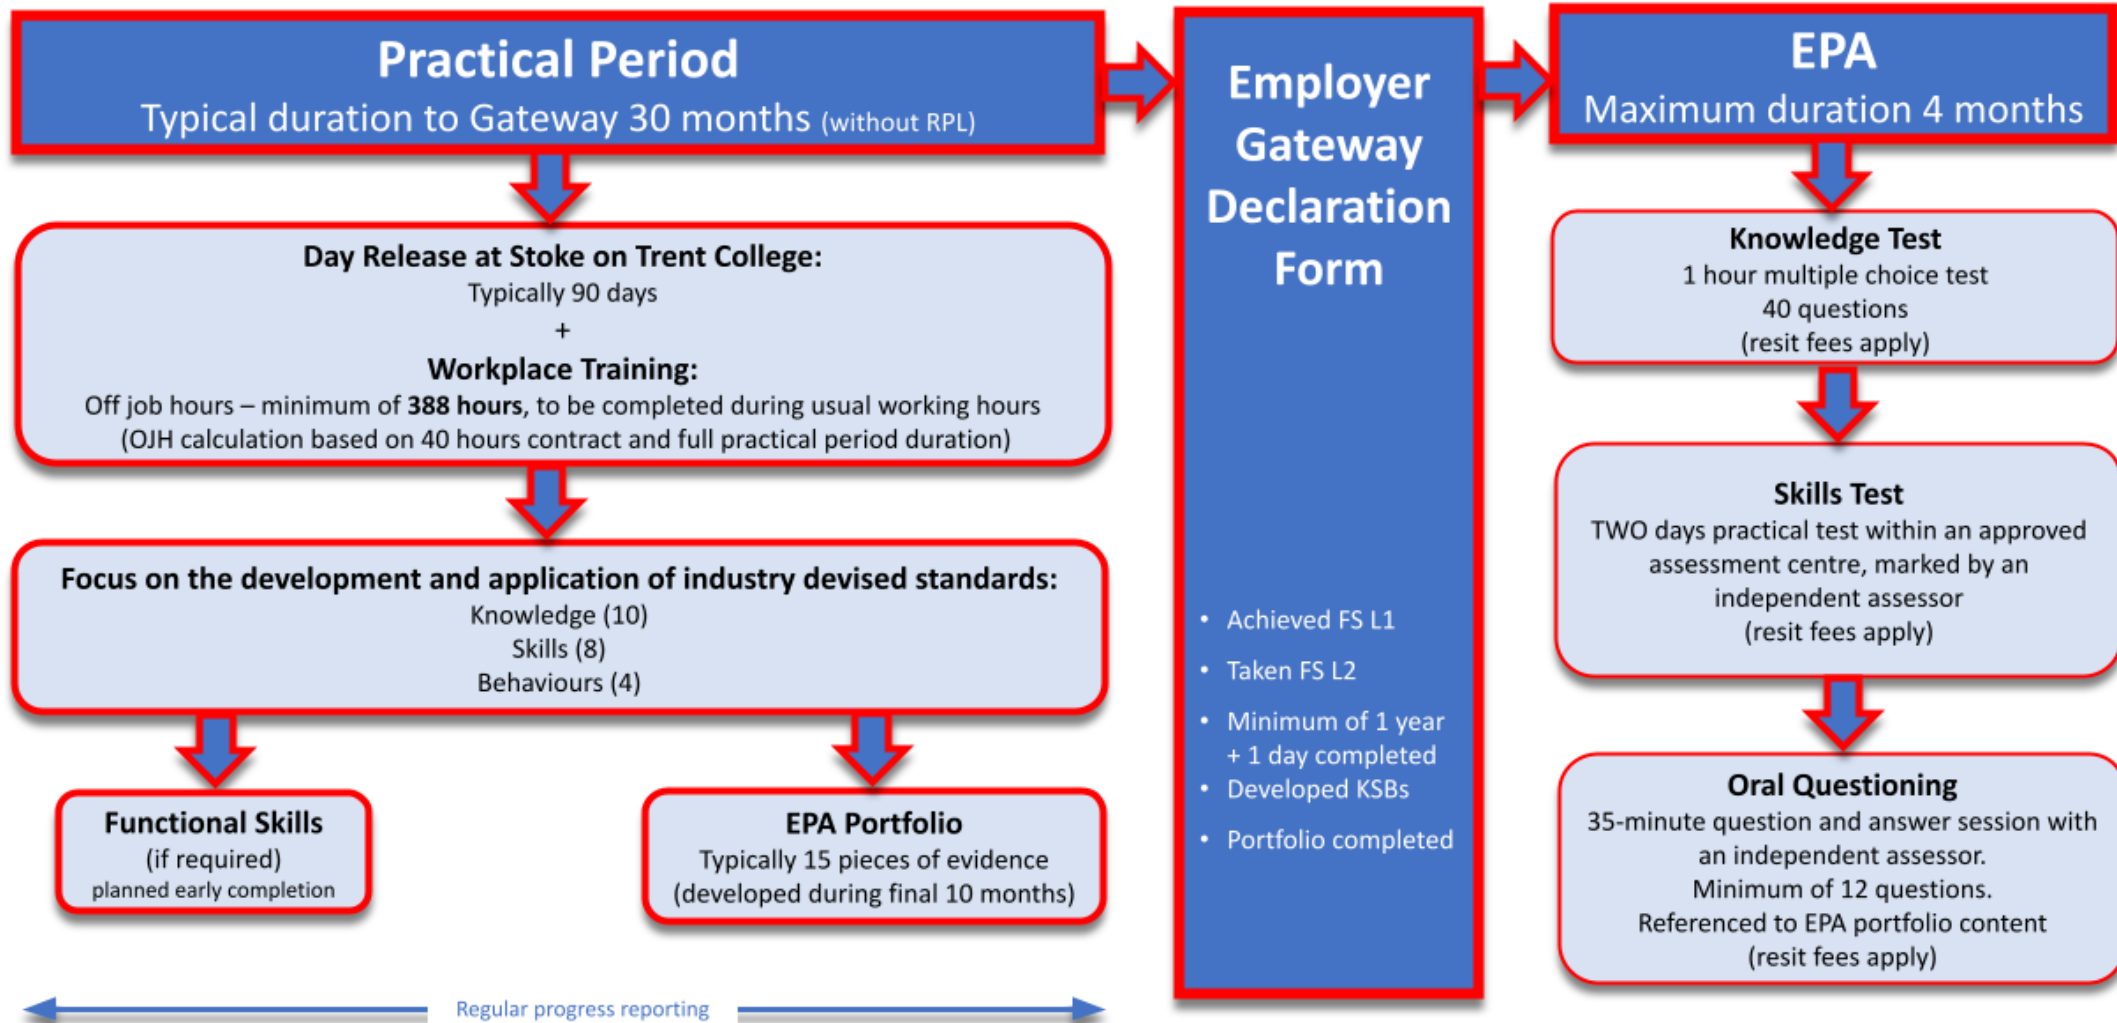 Practical Period
Typical duration to Gateway 30 months (without RPL)
Day Release at Stoke on Trent College:
Typically 90 days
+
Workplace Training:
Off job hours – minimum of 388 hours, to be completed during usual working hours
(OJH calculation based on 40 hours contract and full practical period duration)
Focus on the development and application of industry devised standards:
Knowledge (10)
Skills (8)
Behaviours (4)
Functional Skills
(if required)
planned early completion
EPA Portfolio
Typically 15 pieces of evidence
(developed during final 10 months)
Regular progress reporting
Employer
Gateway
Declaration
Form
• Achieved FS L1
• Taken FS L2
• Minimum of 1 year
+ 1 day completed
• Developed KSBs
• Portfolio completed
EPA
Maximum duration 4 months
Knowledge Test
1 hour multiple choice test
40 questions
(resit fees apply)
Skills Test
TWO days practical test within an approved
assessment centre, marked by an
independent assessor
(resit fees apply)
Oral Questioning
35-minute question and answer session with
an independent assessor.
Minimum of 12 questions.
Referenced to EPA portfolio content
(resit fees apply)